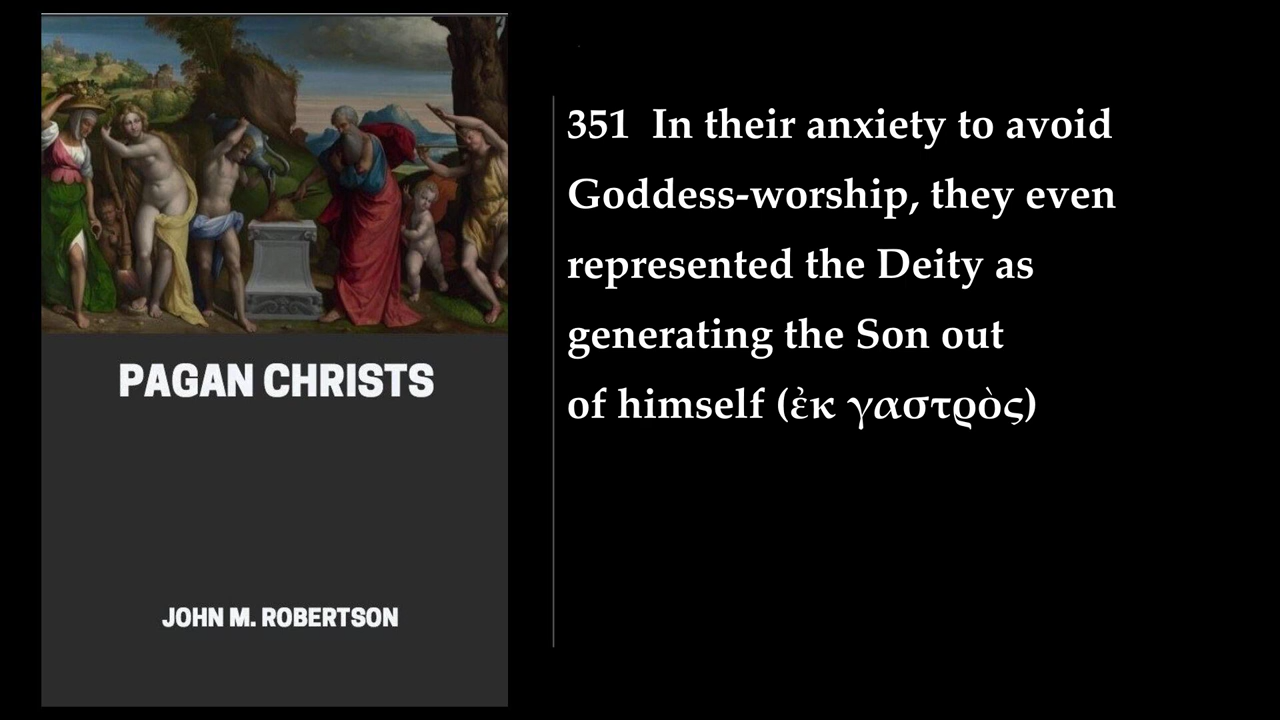 PAGAN CHRISTS
JOHN M. ROBERTSON
351 In their anxiety to avoid
Goddess-worship, they even
represented the Deity as
generating the Son out
of himself (ἐκ γαστρὸς)